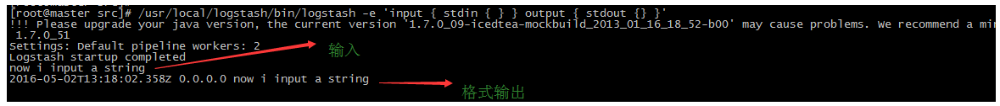 [root@master src]# /usr/local/logstash/bin/logstash -e 'input { stdin { } } output { stdout {} }'
!!! Please upgrade your java version, the current version '1.7.0_09-icedtea-mockbuild_2013_01_16_18_52-b00' may cause problems. We recommend a min
1.7.0_51
Settings: Default pipeline workers: 2
输入
Logstash startup completed
now i input a string
2016-05-02T13:18:02.358Z 0.0.0.0 now i input a string
格式输出